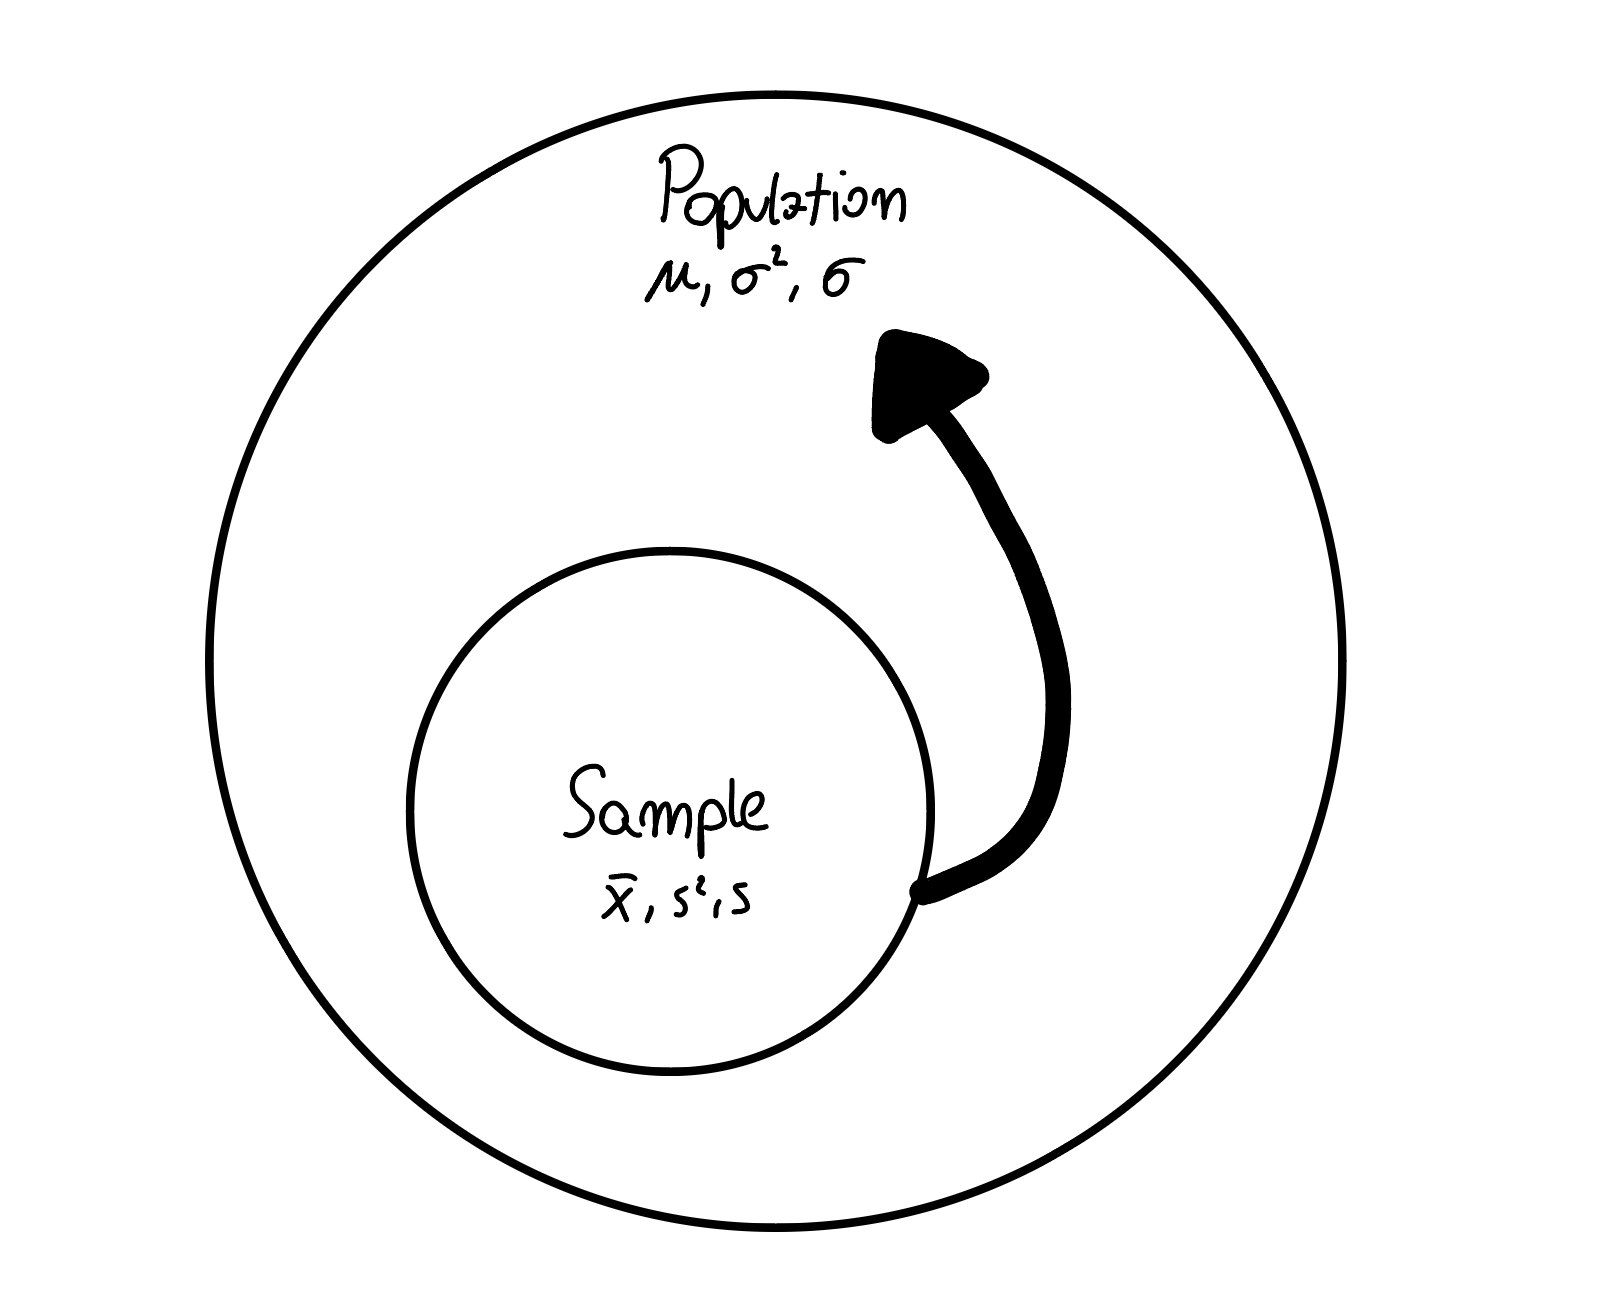 Population
μ, σ², σ
Sample
x̄, s², s